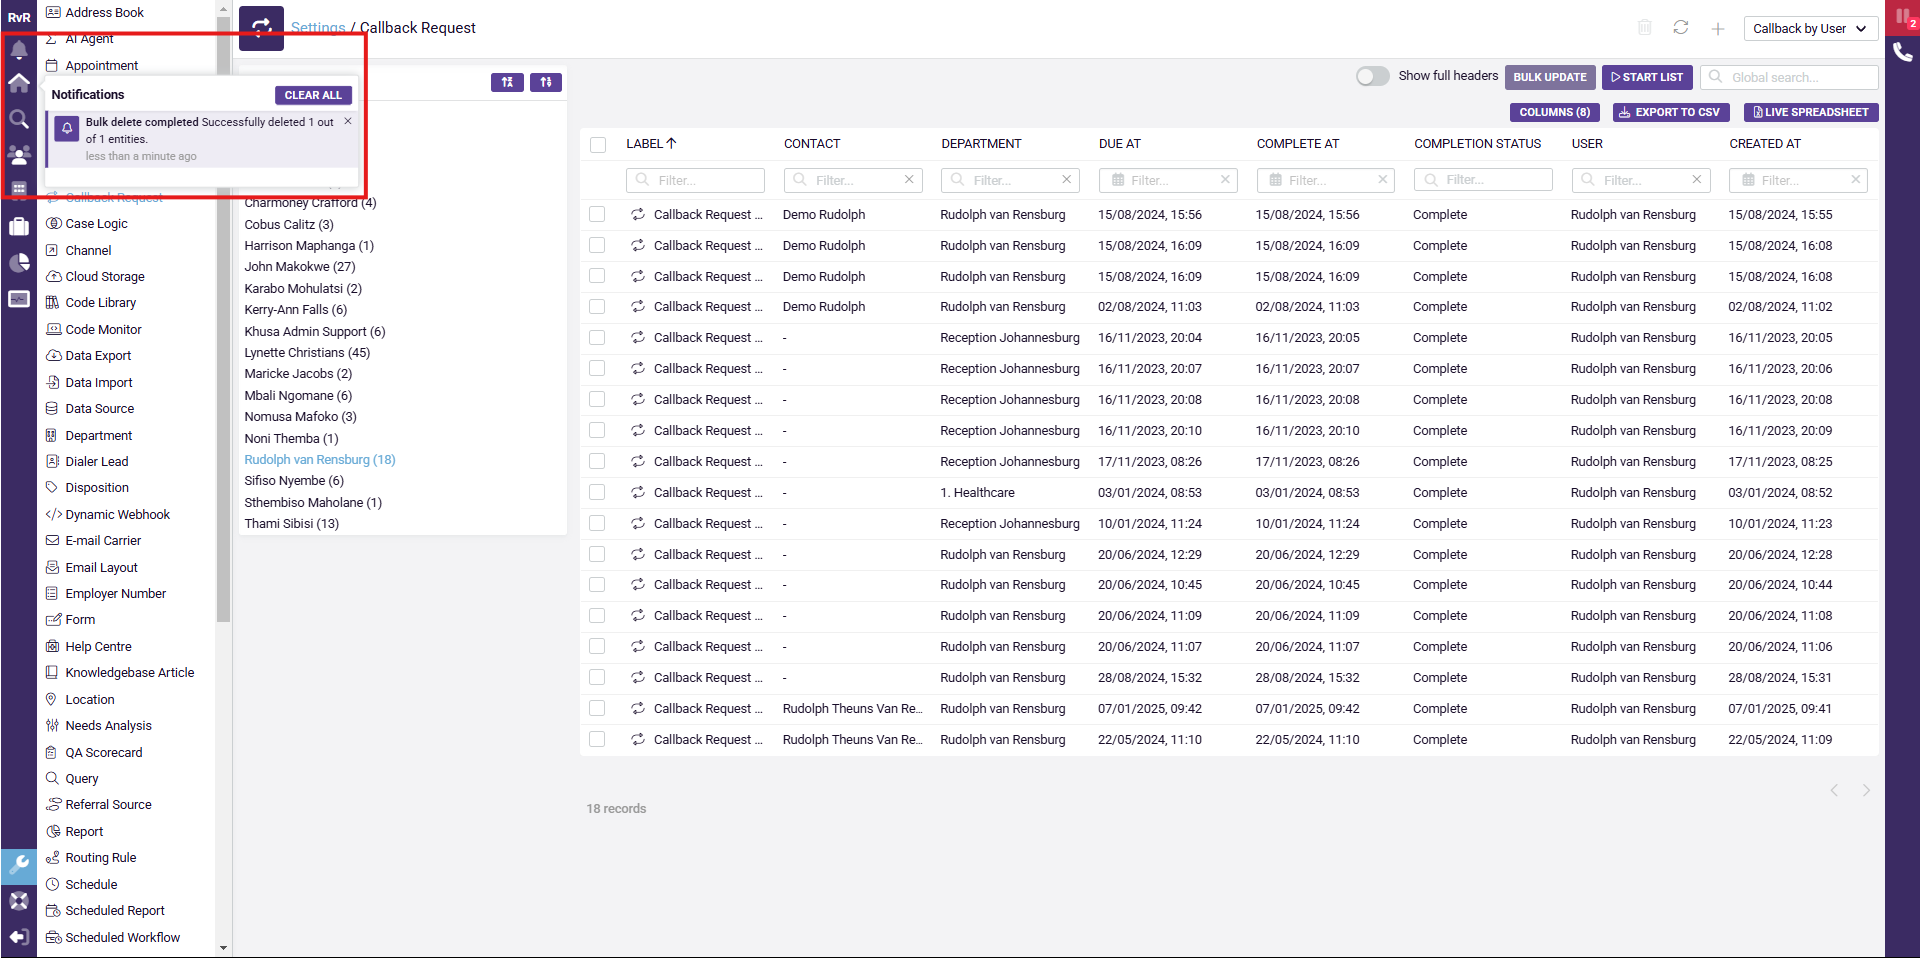 RvR
Address Book
AI Agent
Appointment
Callback Request
Case Logic
Channel
Cloud Storage
Code Library
Code Monitor
Data Export
Data Import
Data Source
Department
Dialer Lead
Disposition
Dynamic Webhook
E-mail Carrier
Email Layout
Employer Number
Form
Help Centre
Knowledgebase Article
Location
Needs Analysis
QA Scorecard
Query
Referral Source
Report
Routing Rule
Schedule
Scheduled Report
Scheduled Workflow
Notifications
CLEAR ALL
Bulk delete completed Successfully deleted 1 out
of 1 entities.
less than a minute ago
Settings / Callback Request
Callback by User
2
Charmoney Crafford (4)
Cobus Calitz (3)
Harrison Maphanga (1)
John Makokwe (27)
Karabo Mohulatsi (2)
Kerry-Ann Falls (6)
Khusa Admin Support (6)
Lynette Christians (45)
Maricke Jacobs (2)
Mbali Ngomane (6)
Nomusa Mafoko (3)
Noni Themba (1)
Rudolph van Rensburg (18)
Sifiso Nyembe (6)
Sthembiso Maholane (1)
Thami Sibisi (13)
Show full headers BULK UPDATE START LIST Global search...
COLUMNS (8) EXPORT TO CSV LIVE SPREADSHEET
LABEL CONTACT DEPARTMENT DUE AT COMPLETE AT COMPLETION STATUS USER CREATED AT
Filter... Filter... Filter... Filter... Filter... Filter... Filter... Filter...
Callback Request ... Demo Rudolph Rudolph van Rensburg 15/08/2024, 15:56 15/08/2024, 15:56 Complete Rudolph van Rensburg 15/08/2024, 15:55
Callback Request ... Demo Rudolph Rudolph van Rensburg 15/08/2024, 16:09 15/08/2024, 16:09 Complete Rudolph van Rensburg 15/08/2024, 16:08
Callback Request ... Demo Rudolph Rudolph van Rensburg 15/08/2024, 16:09 15/08/2024, 16:09 Complete Rudolph van Rensburg 15/08/2024, 16:08
Callback Request ... Demo Rudolph Rudolph van Rensburg 02/08/2024, 11:03 02/08/2024, 11:03 Complete Rudolph van Rensburg 02/08/2024, 11:02
Callback Request ... - Reception Johannesburg 16/11/2023, 20:04 16/11/2023, 20:05 Complete Rudolph van Rensburg 16/11/2023, 20:05
Callback Request ... - Reception Johannesburg 16/11/2023, 20:07 16/11/2023, 20:07 Complete Rudolph van Rensburg 16/11/2023, 20:06
Callback Request ... - Reception Johannesburg 16/11/2023, 20:08 16/11/2023, 20:08 Complete Rudolph van Rensburg 16/11/2023, 20:08
Callback Request ... - Reception Johannesburg 16/11/2023, 20:10 16/11/2023, 20:10 Complete Rudolph van Rensburg 16/11/2023, 20:09
Callback Request ... - Reception Johannesburg 17/11/2023, 08:26 17/11/2023, 08:26 Complete Rudolph van Rensburg 17/11/2023, 08:25
Callback Request ... - 1. Healthcare 03/01/2024, 08:53 03/01/2024, 08:53 Complete Rudolph van Rensburg 03/01/2024, 08:52
Callback Request ... - Reception Johannesburg 10/01/2024, 11:24 10/01/2024, 11:24 Complete Rudolph van Rensburg 10/01/2024, 11:23
Callback Request ... - Rudolph van Rensburg 20/06/2024, 12:29 20/06/2024, 12:29 Complete Rudolph van Rensburg 20/06/2024, 12:28
Callback Request ... - Rudolph van Rensburg 20/06/2024, 10:45 20/06/2024, 10:45 Complete Rudolph van Rensburg 20/06/2024, 10:44
Callback Request ... - Rudolph van Rensburg 20/06/2024, 11:09 20/06/2024, 11:09 Complete Rudolph van Rensburg 20/06/2024, 11:08
Callback Request ... - Rudolph van Rensburg 20/06/2024, 11:07 20/06/2024, 11:07 Complete Rudolph van Rensburg 20/06/2024, 11:06
Callback Request ... - Rudolph van Rensburg 28/08/2024, 15:32 28/08/2024, 15:32 Complete Rudolph van Rensburg 28/08/2024, 15:31
Callback Request ... Rudolph Theuns Van Re... Rudolph van Rensburg 07/01/2025, 09:42 07/01/2025, 09:42 Complete Rudolph van Rensburg 07/01/2025, 09:41
Callback Request ... Rudolph Theuns Van Re... Rudolph van Rensburg 22/05/2024, 11:10 22/05/2024, 11:10 Complete Rudolph van Rensburg 22/05/2024, 11:09
18 records